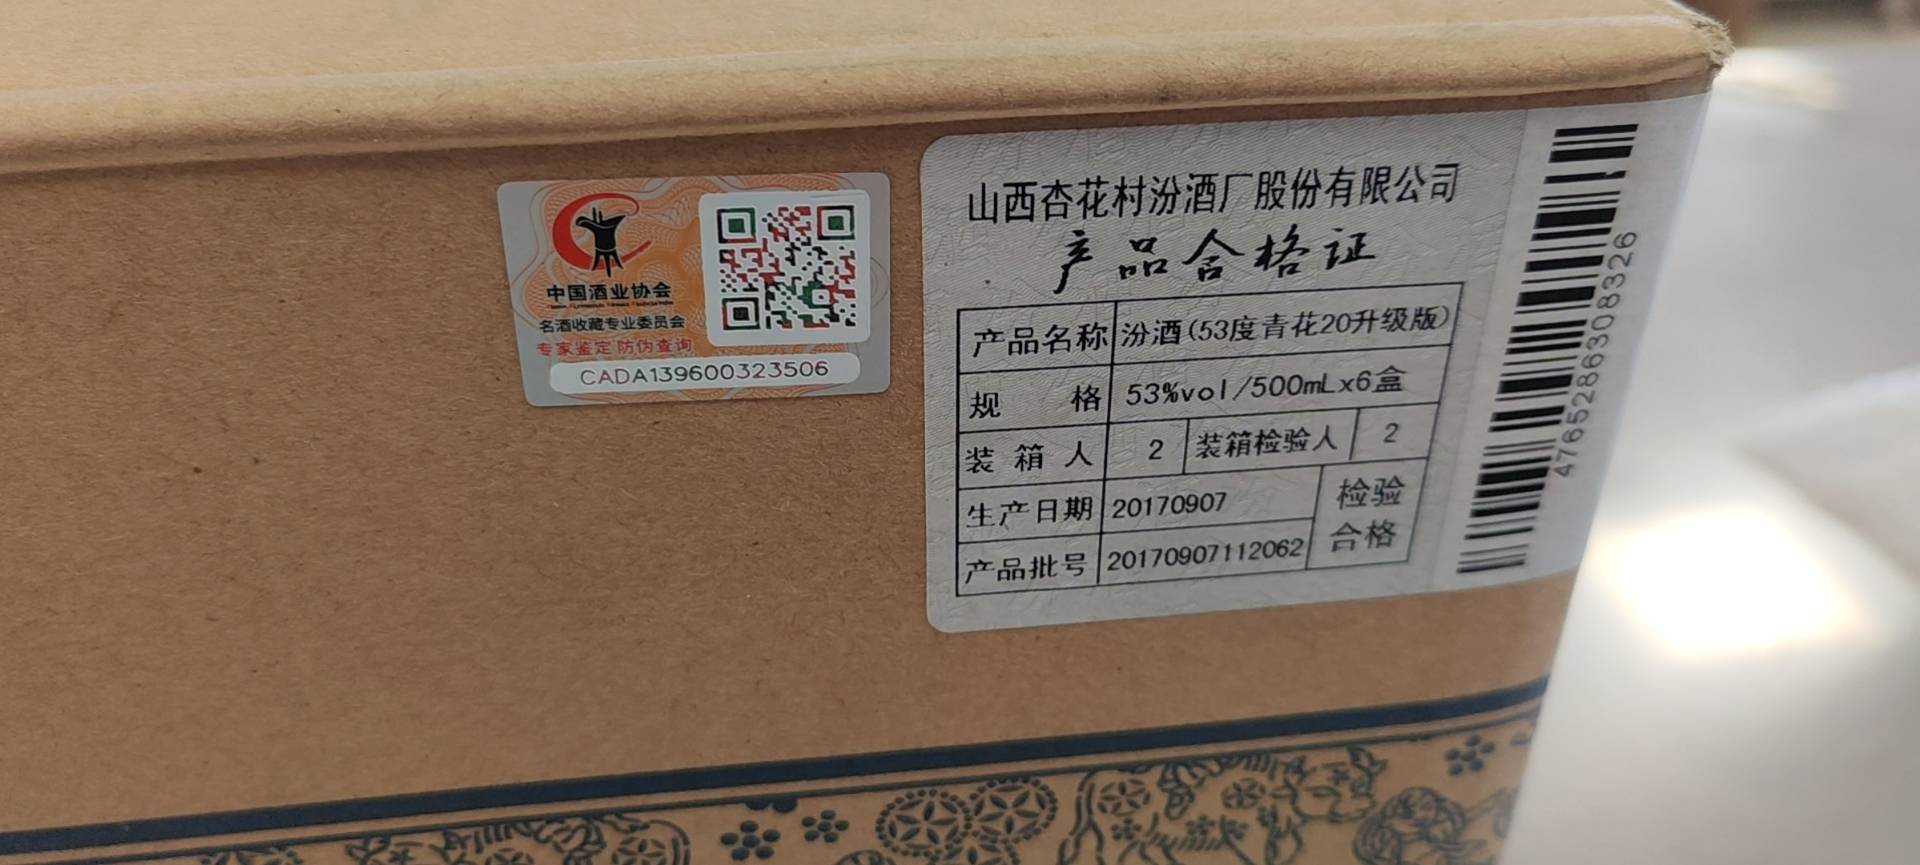 中国酒业协会
名酒收藏专业委员会
专家鉴定 防伪查询
CADA139600323506
山西杏花村汾酒厂股份有限公司
产品合格证
产品名称 汾酒(53度青花20升级版)
规 格 53%vol/500mLx6盒
装箱人 2 装箱检验人 2
生产日期 20170907 检验
产品批号 20170907112062 合格
4765286308326